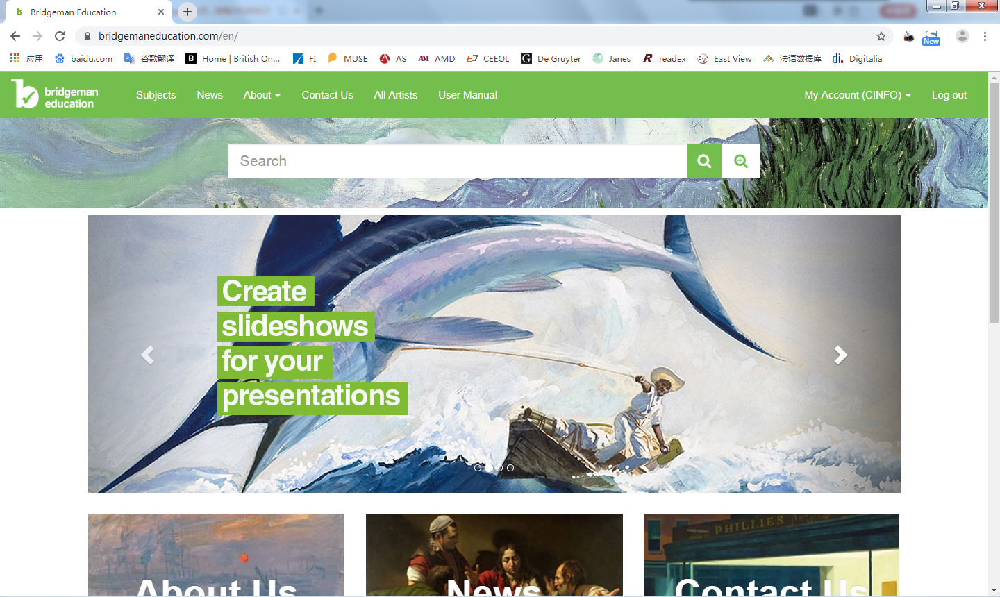 Bridgeman Education
bridgemaneducation.com/en/
New
应用 baidu.com 谷歌翻译 Home | British On... FI MUSE AS AMD CEEOL De Gruyter Janes readex East View 法语数据库 Digitalia
bridgeman
education
Subjects News About Contact Us All Artists User Manual My Account (CINFO) Log out
Search
Create
slideshows
for your
presentations
PHILLIES
About Us
News
Contact Us